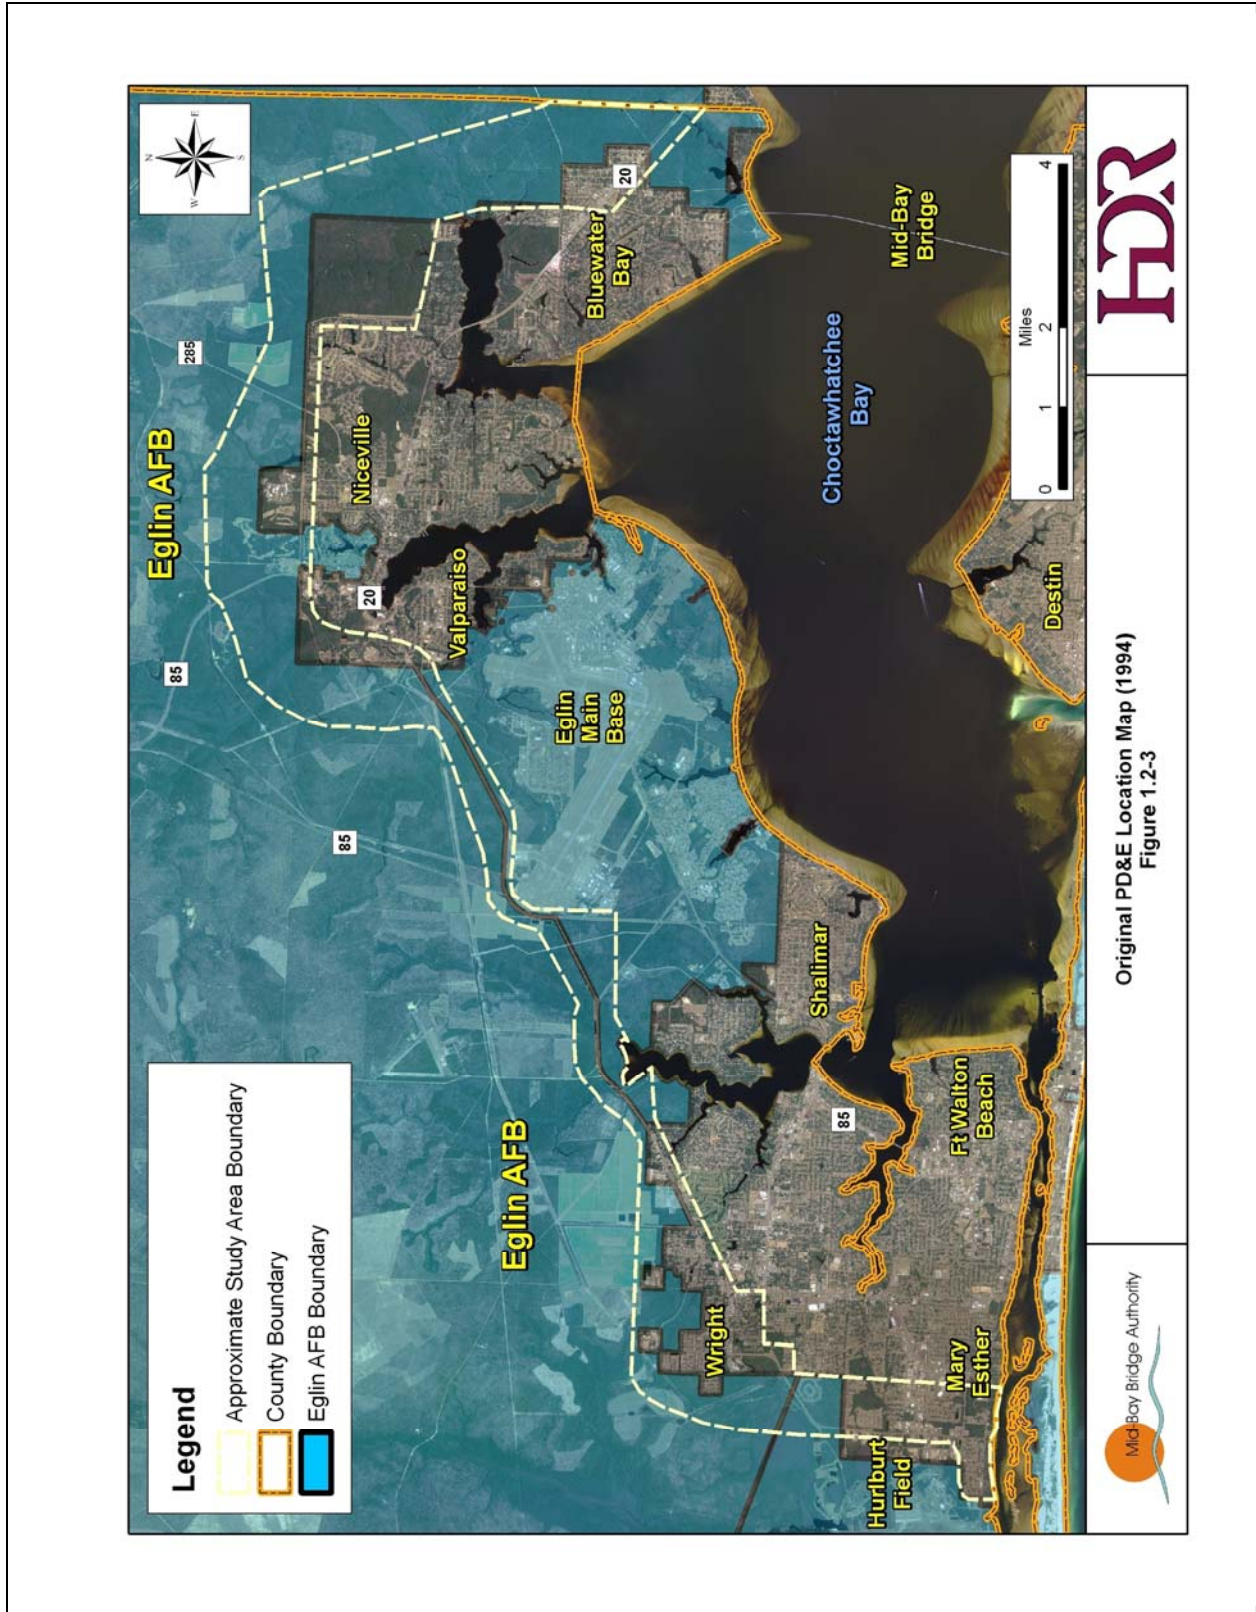 Legend
Approximate Study Area Boundary
County Boundary
Eglin AFB Boundary
N
W
E
S
Eglin AFB
285
85
85
Niceville
20
Valparaiso
20
Bluewater
Bay
Eglin
Main
Base
Eglin AFB
Mid-Bay
Bridge
Choctawhatchee
Bay
Shalimar
Wright
85
Ft Walton
Beach
Mary
Esther
Hurlburt
Field
Destin
Miles
0
1
2
4
Mid-Bay Bridge Authority
Original PD&E Location Map (1994)
Figure 1.2-3
HDR